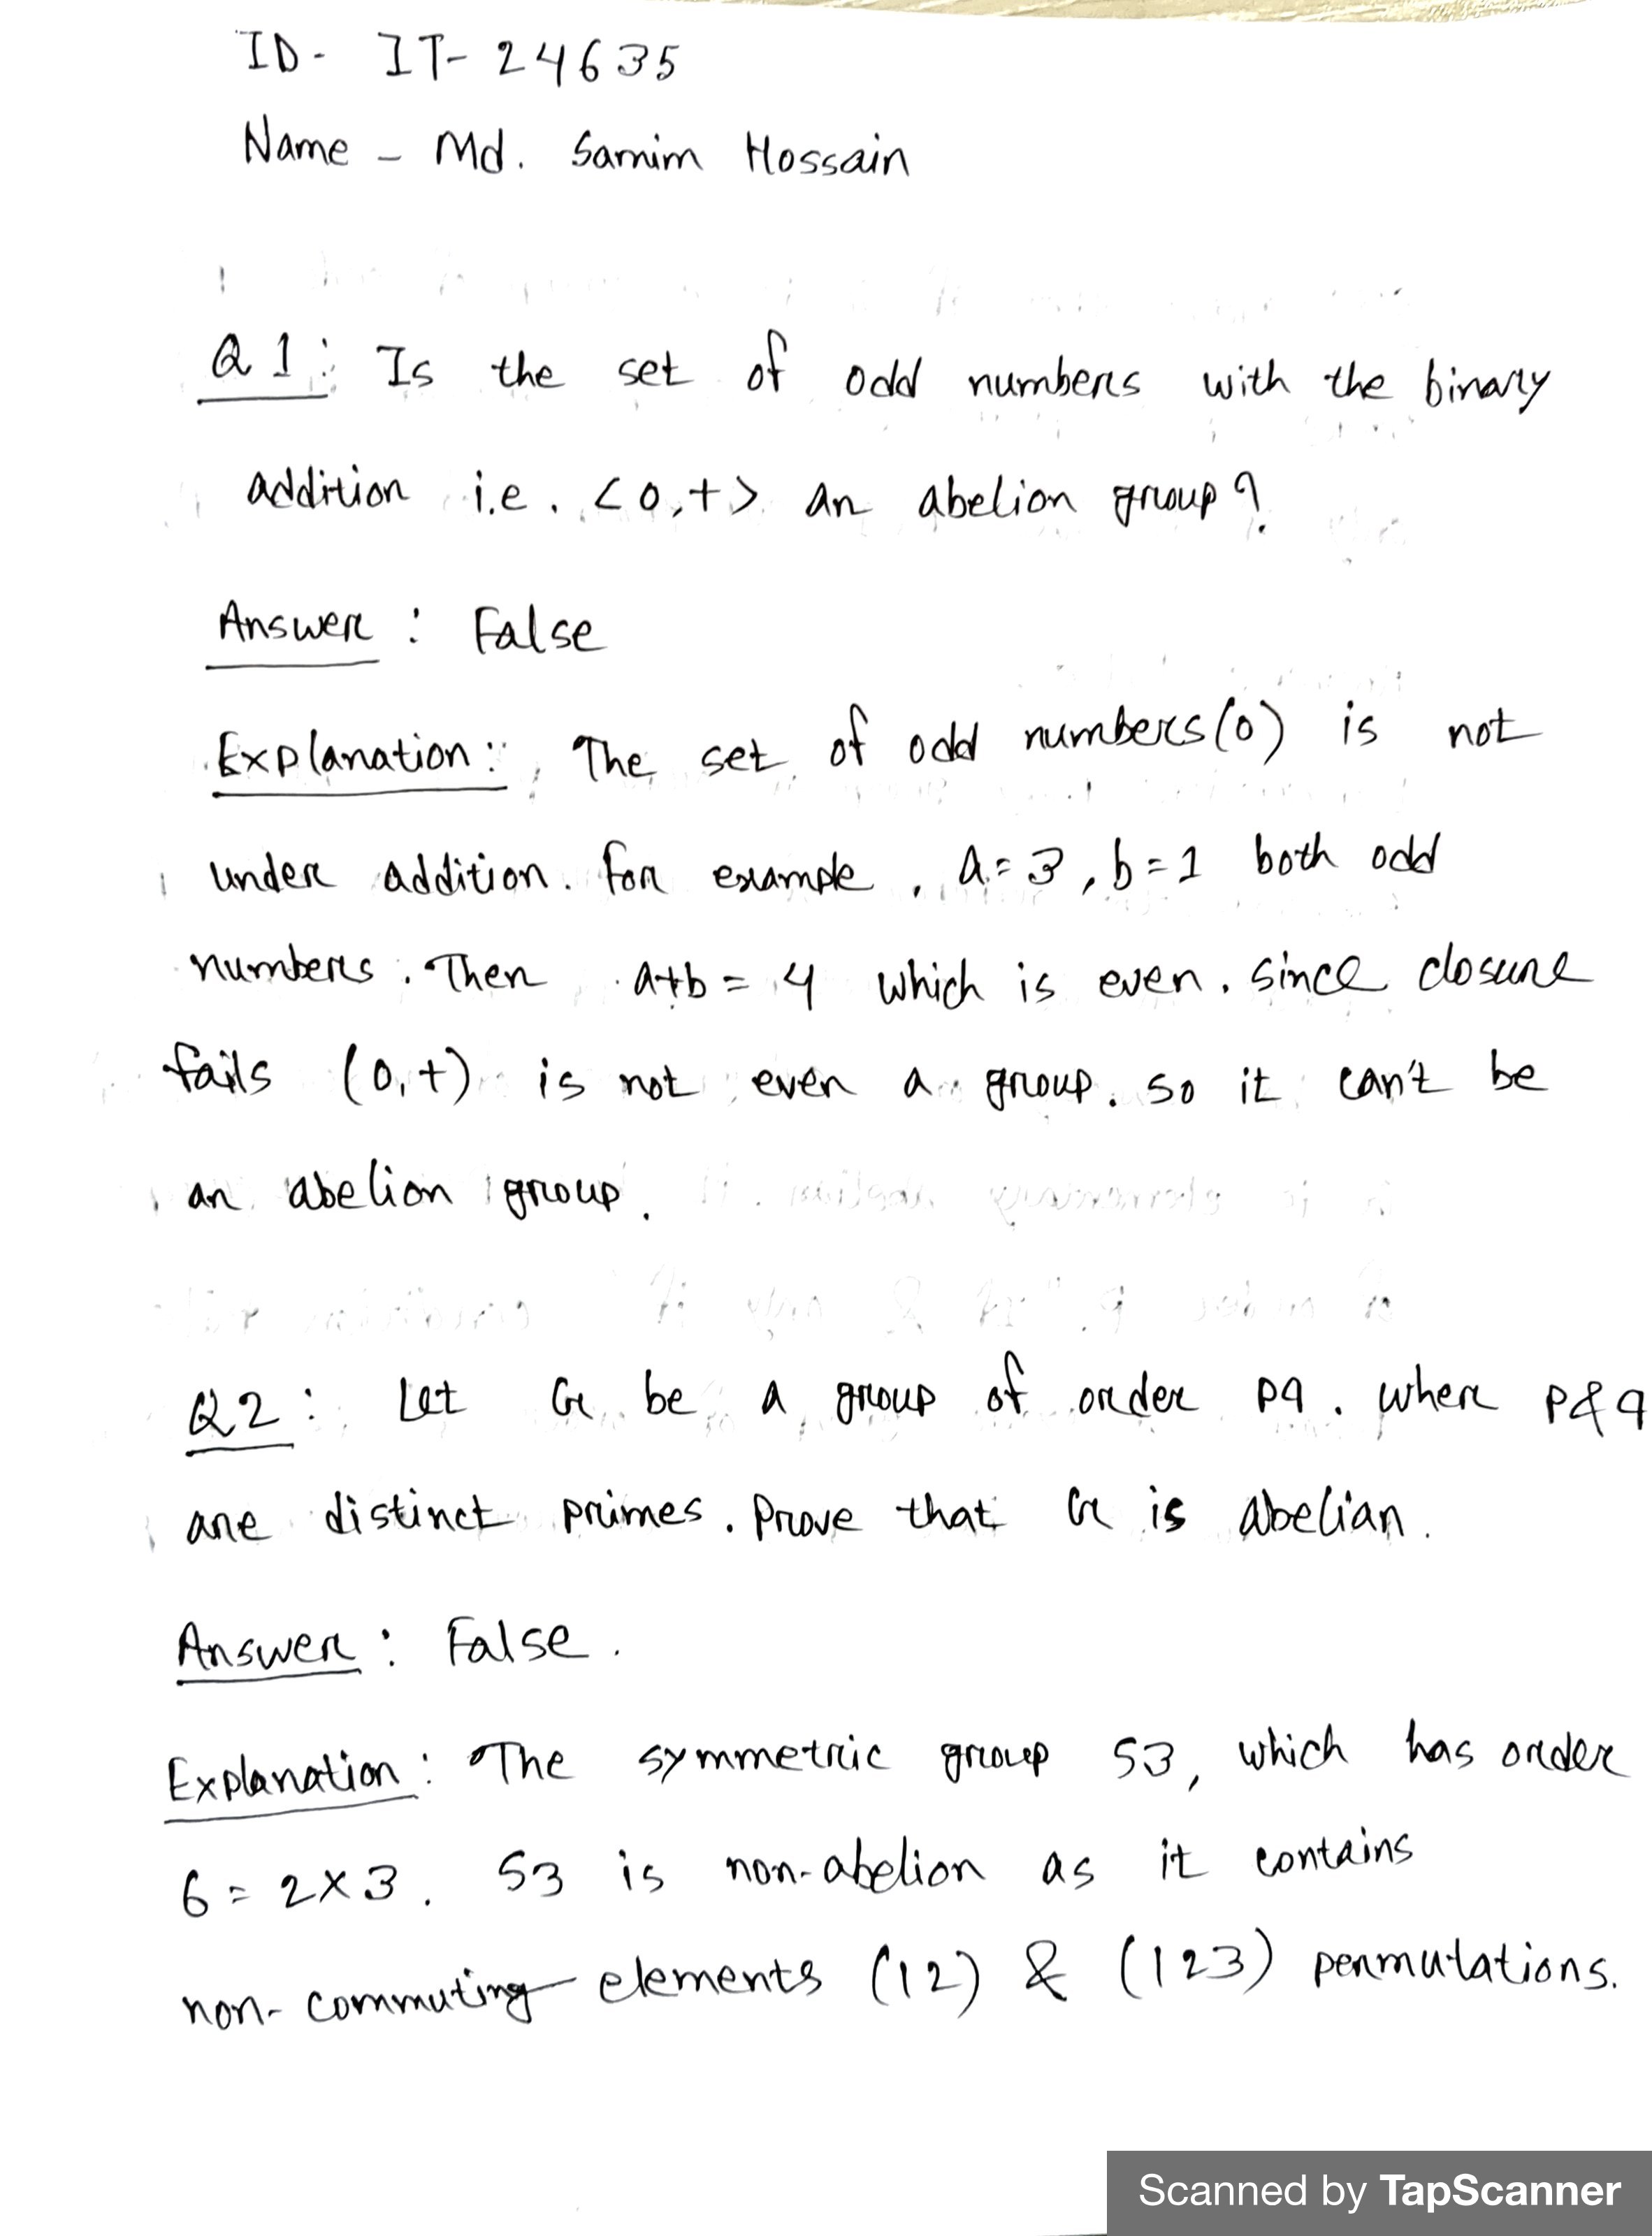 ID- IT-24635
Name - Md. Samim Hossain
Q1: Is the set of odd numbers with the binary
addition i.e. <0,+> an abelion group?
Answer: False
Explanation: The set of odd numbers(0) is not
under addition. For example, a=3, b=1 both odd
numbers. Then a+b = 4 which is even. since closure
fails (0,+) is not even a group. so it can't be
an abelion group.
Q2: Let G be a group of order pq. where p&q
are distinct primes. Prove that G is abelian.
Answer: False.
Explanation: The symmetric group S3, which has order
6=2×3. S3 is non-abelion as it contains
non-commuting elements (12) & (123) permutations.
Scanned by TapScanner